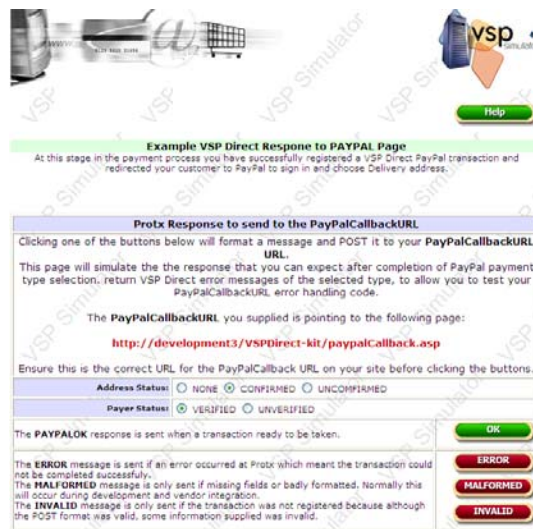 vsp
simulator
Help
Example VSP Direct Respone to PAYPAL Page
At this stage in the payment process you have successfully registered a VSP Direct PayPal transaction and
redirected your customer to PayPal to sign in and choose Delivery address.
Protx Response to send to the PayPalCallbackURL
Clicking one of the buttons below will format a message and POST it to your PayPalCallbackURL
URL.
This page will simulate the the response that you can expect after completion of PayPal payment
type selection. return VSP Direct error messages of the selected type, to allow you to test your
PayPalCallbackURL error handling code.
The PayPalCallbackURL you supplied is pointing to the following page:
http://development3/VSPDirect-kit/paypalCallback.asp
Ensure this is the correct URL for the PayPalCallback URL on your site before clicking the buttons.
Address Status: NONE CONFIRMED UNCOMFIRMED
Payer Status: VERIFIED UNVERIFIED
The PAYPALOK response is sent when a transaction ready to be taken.
OK
The ERROR message is sent if an error occurred at Protx which meant the transaction could
not be completed successfuly.
The MALFORMED message is only sent if missing fields or badly formatted. Normally this
will occur during development and vendor integration.
The INVALID message is only sent if the transaction was not registered because although
the POST format was valid, some information supplied was invalid.
ERROR
MALFORMED
INVALID